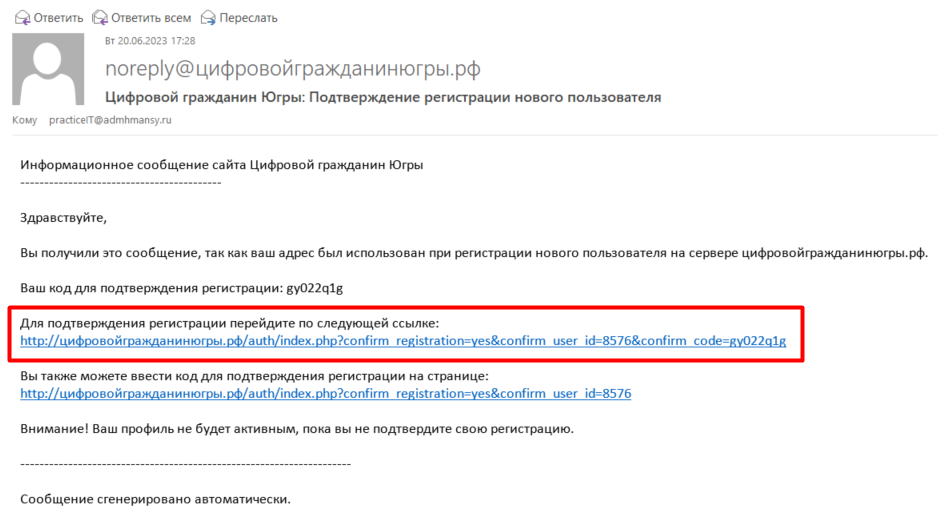 Ответить Ответить всем Переслать
Вт 20.06.2023 17:28
noreply@цифровойгражданинюгры.рф
Цифровой гражданин Югры: Подтверждение регистрации нового пользователя
Кому practiceIT@admhmansy.ru
Информационное сообщение сайта Цифровой гражданин Югры
------------------------------------------
Здравствуйте,
Вы получили это сообщение, так как ваш адрес был использован при регистрации нового пользователя на сервере цифровойгражданинюгры.рф.
Ваш код для подтверждения регистрации: gy022q1g
Для подтверждения регистрации перейдите по следующей ссылке:
http://цифровойгражданинюгры.рф/auth/index.php?confirm_registration=yes&confirm_user_id=8576&confirm_code=gy022q1g
Вы также можете ввести код для подтверждения регистрации на странице:
http://цифровойгражданинюгры.рф/auth/index.php?confirm_registration=yes&confirm_user_id=8576
Внимание! Ваш профиль не будет активным, пока вы не подтвердите свою регистрацию.
---------------------------------------------------------------------
Сообщение сгенерировано автоматически.